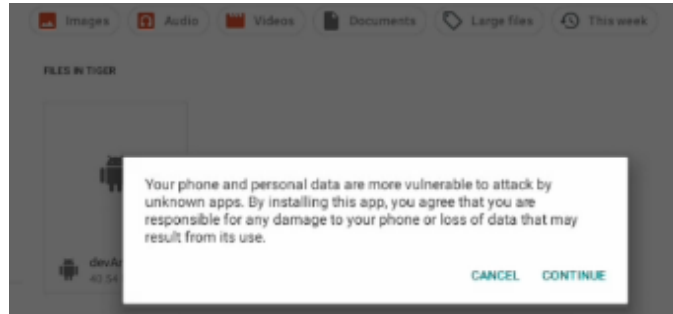 Images Audio Videos Documents Large files This week
FILES IN TIGER
Your phone and personal data are more vulnerable to attack by
unknown apps. By installing this app, you agree that you are
responsible for any damage to your phone or loss of data that may
result from its use.
CANCEL CONTINUE